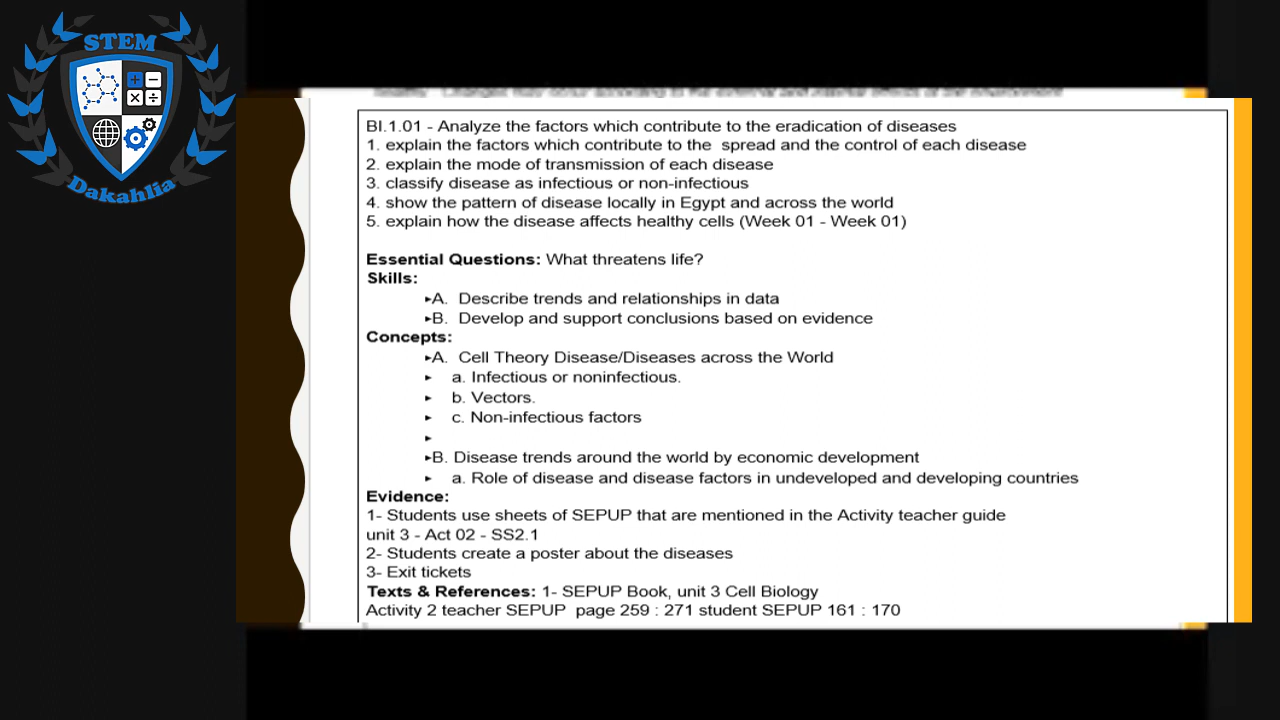 STEM
Dakahlia
BI.1.01 - Analyze the factors which contribute to the eradication of diseases
1. explain the factors which contribute to the  spread and the control of each disease
2. explain the mode of transmission of each disease
3. classify disease as infectious or non-infectious
4. show the pattern of disease locally in Egypt and across the world
5. explain how the disease affects healthy cells (Week 01 - Week 01)
Essential Questions: What threatens life?
Skills:
►A.  Describe trends and relationships in data
►B.  Develop and support conclusions based on evidence
Concepts:
►A.  Cell Theory Disease/Diseases across the World
►   a. Infectious or noninfectious.
►   b. Vectors.
►   c. Non-infectious factors
►
►B. Disease trends around the world by economic development
►   a. Role of disease and disease factors in undeveloped and developing countries
Evidence:
1- Students use sheets of SEPUP that are mentioned in the Activity teacher guide
unit 3 - Act 02 - SS2.1
2- Students create a poster about the diseases
3- Exit tickets
Texts & References: 1- SEPUP Book, unit 3 Cell Biology
Activity 2 teacher SEPUP  page 259 : 271 student SEPUP 161 : 170